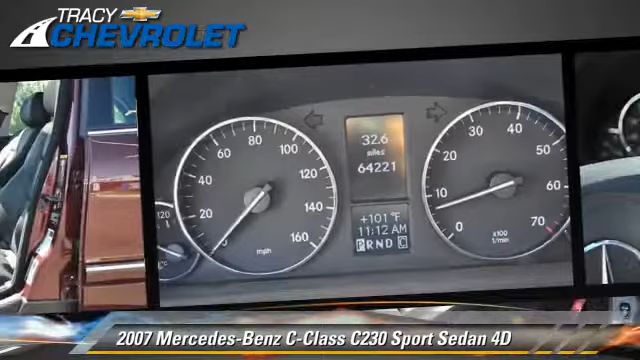 TRACY
CHEVROLET
20
40
60
80
100
120
140
160
mph
32.6
miles
64221
+101°F
11:12 AM
PRND C
0
10
20
30
40
50
60
70
x100
1/min
120
°C
2007 Mercedes-Benz C-Class C230 Sport Sedan 4D